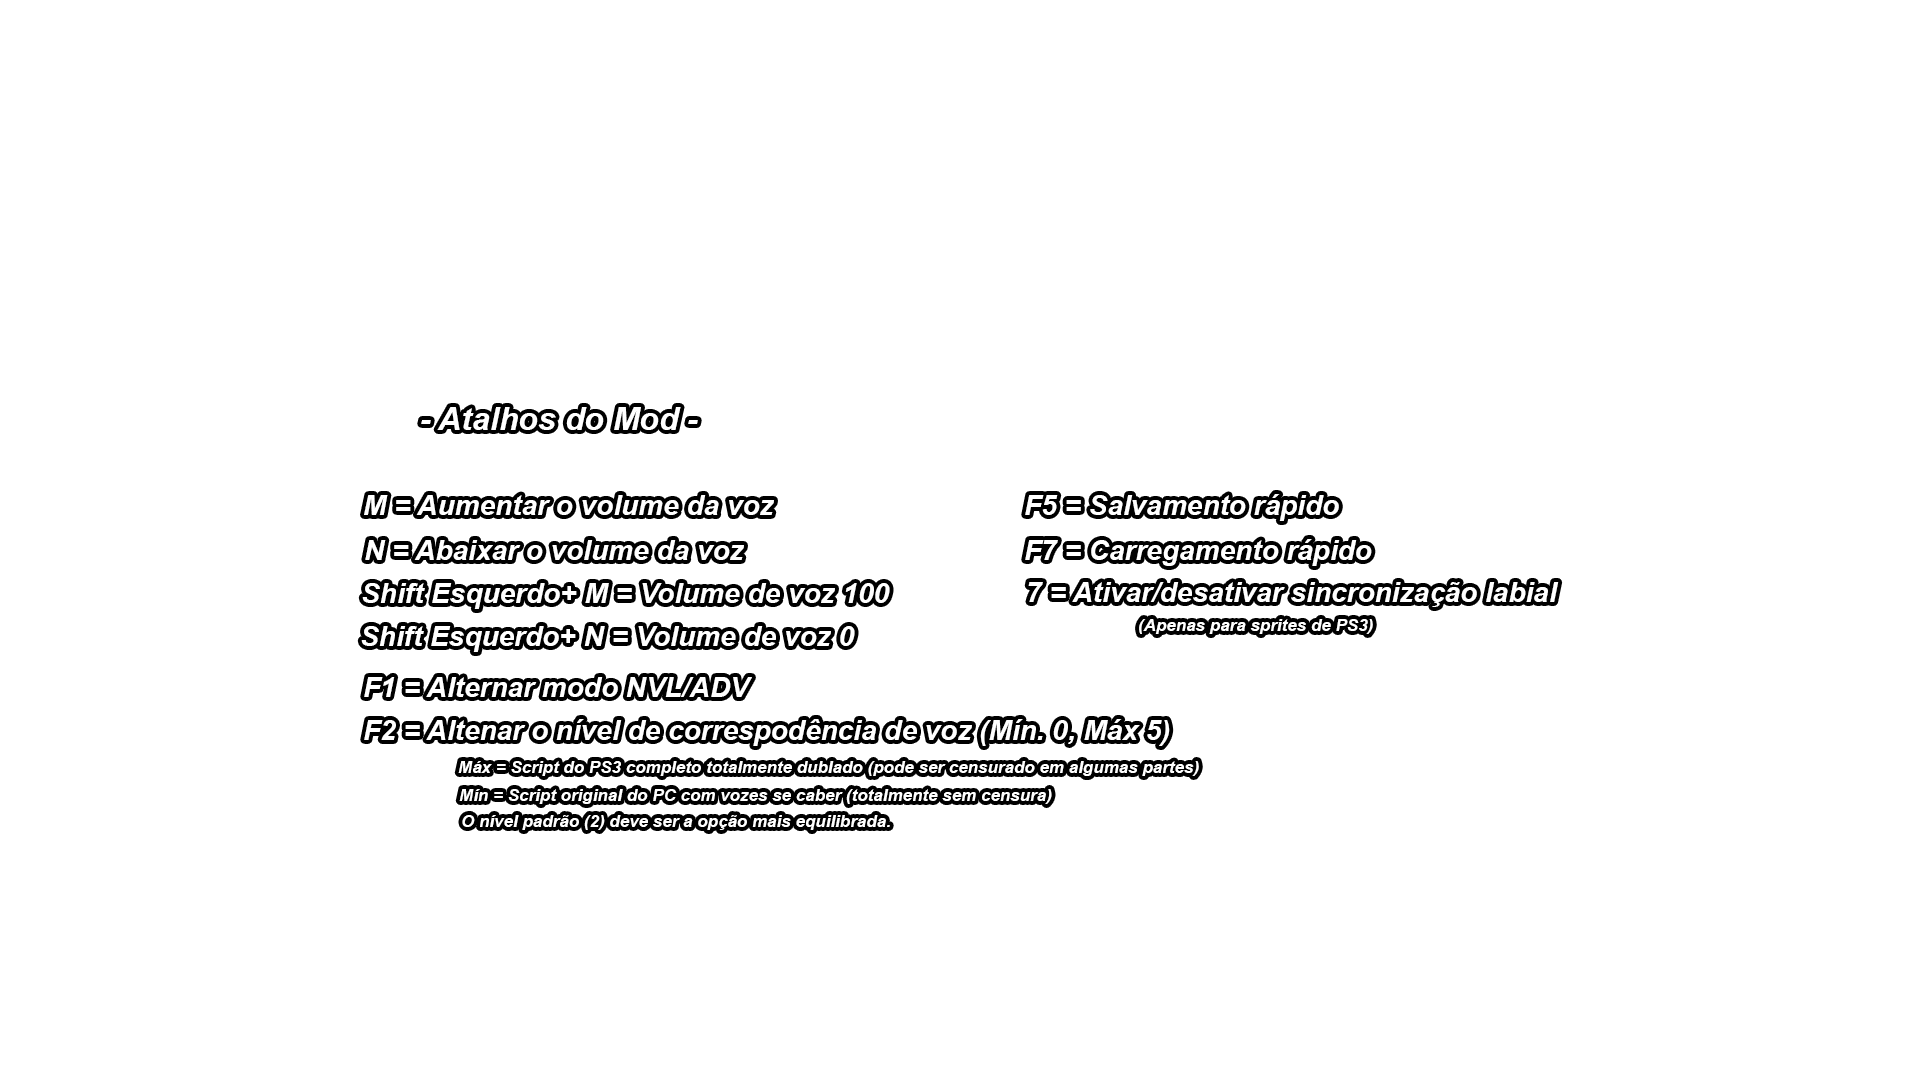 - Atalhos do Mod -
M = Aumentar o volume da voz
N = Abaixar o volume da voz
Shift Esquerdo+ M = Volume de voz 100
Shift Esquerdo+ N = Volume de voz 0
F1 = Alternar modo NVL/ADV
F2 = Altenar o nível de correspodência de voz (Mín. 0, Máx 5)
Máx = Script do PS3 completo totalmente dublado (pode ser censurado em algumas partes)
Mín = Script original do PC com vozes se caber (totalmente sem censura)
O nível padrão (2) deve ser a opção mais equilibrada.
F5 = Salvamento rápido
F7 = Carregamento rápido
7 = Ativar/desativar sincronização labial
(Apenas para sprites de PS3)